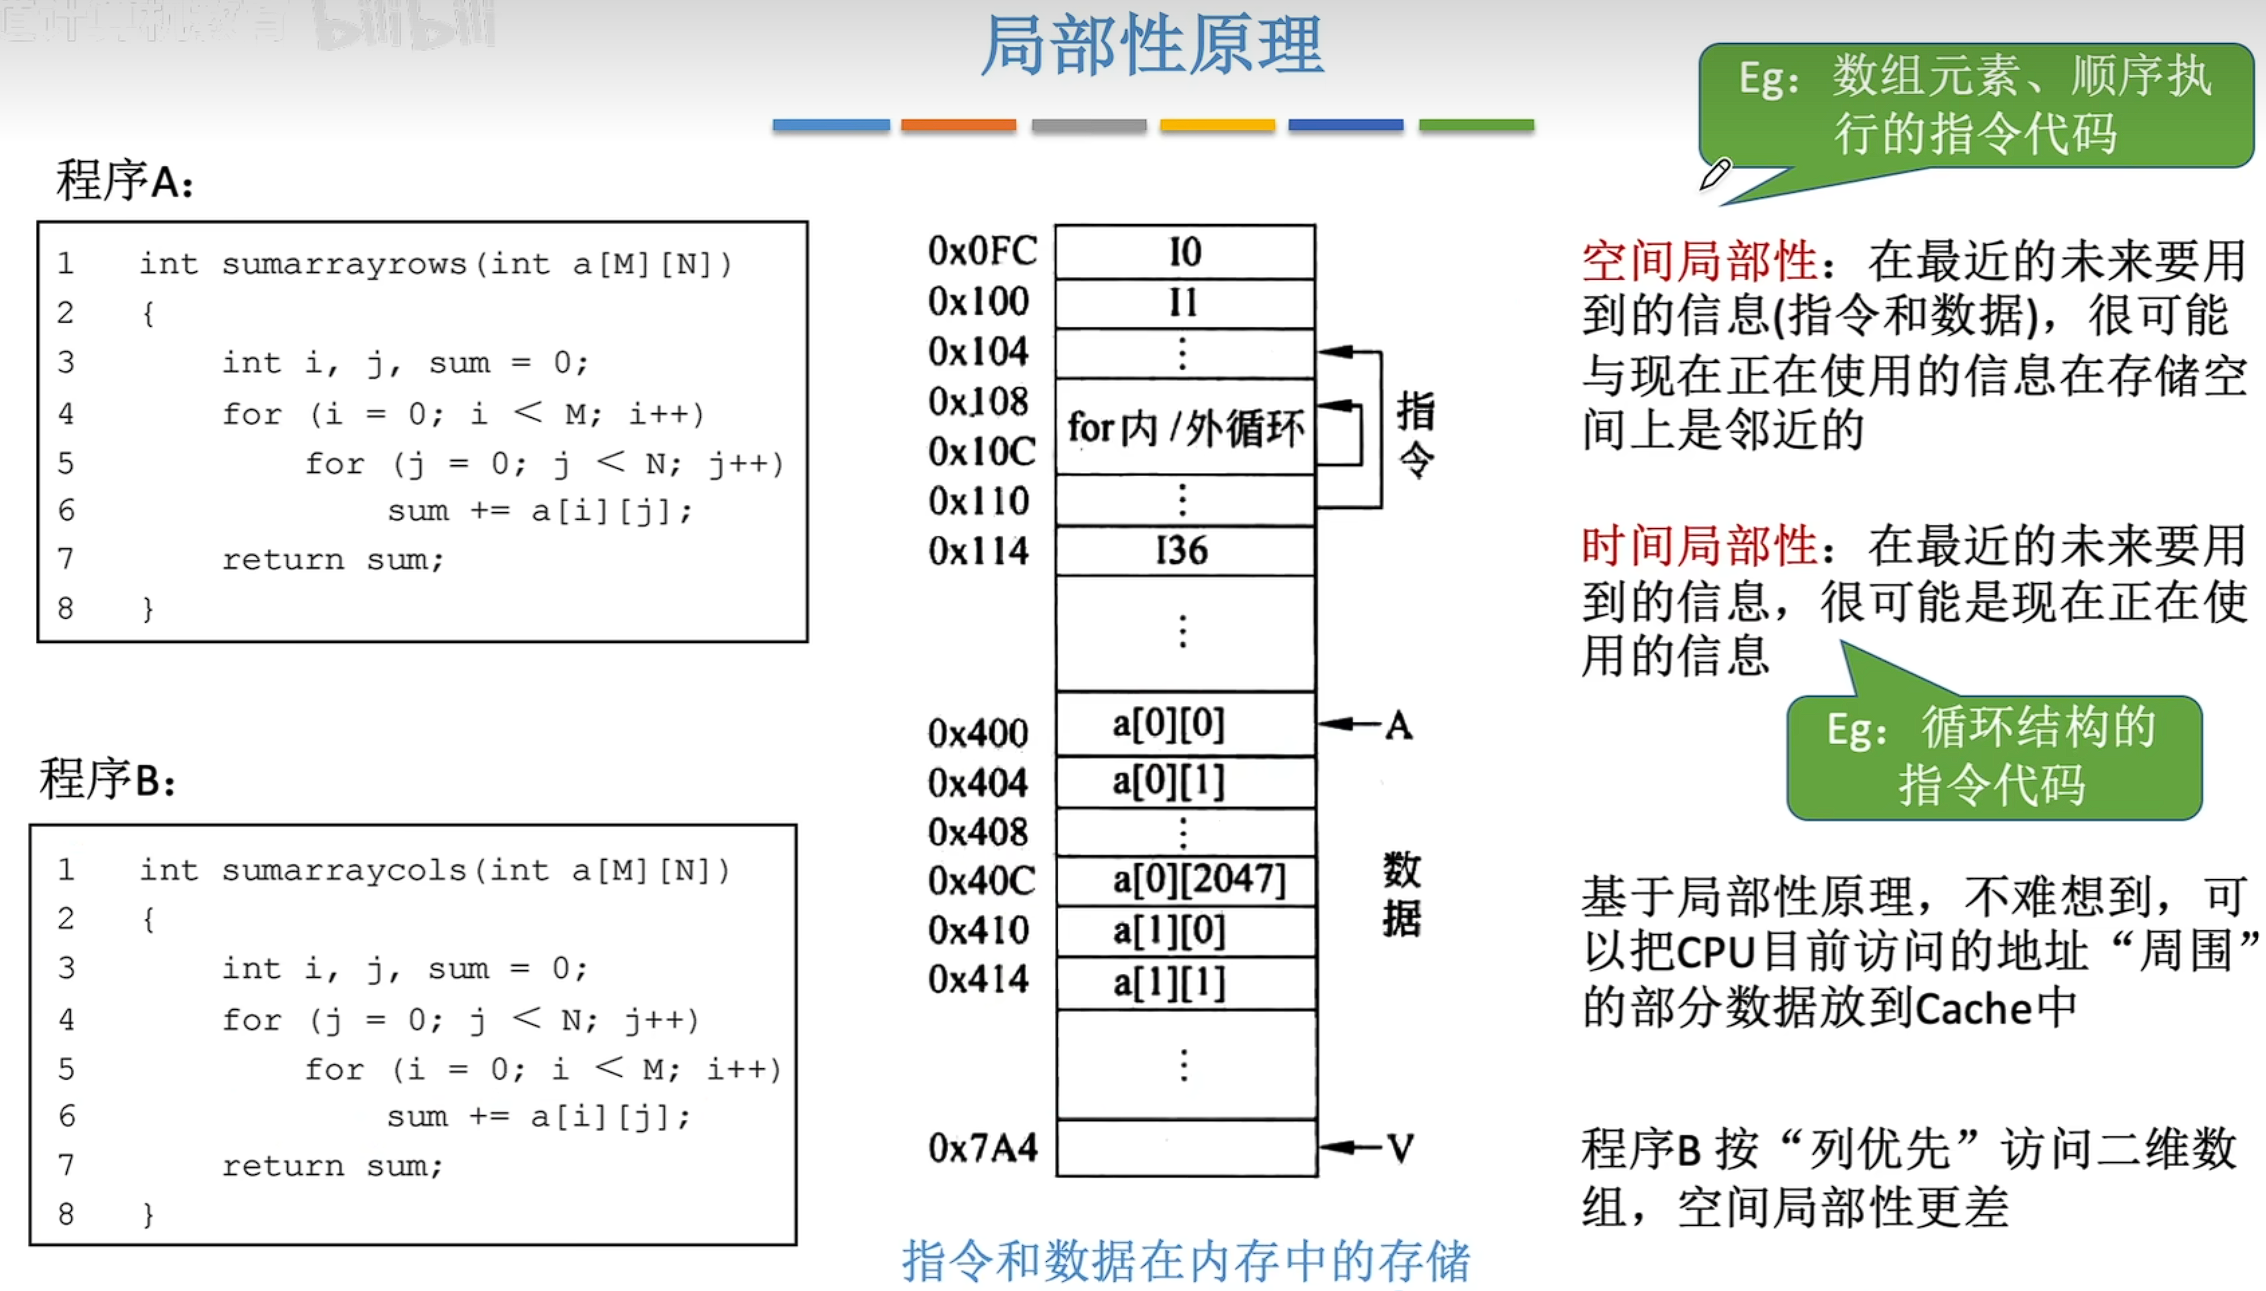 bilibili
局部性原理
Eg：数组元素、顺序执
行的指令代码
程序A：
1 int sumarrayrows(int a[M][N])
2 {
3 int i, j, sum = 0;
4 for (i = 0; i < M; i++)
5 for (j = 0; j < N; j++)
6 sum += a[i][j];
7 return sum;
8 }
程序B：
1 int sumarraycols(int a[M][N])
2 {
3 int i, j, sum = 0;
4 for (j = 0; j < N; j++)
5 for (i = 0; i < M; i++)
6 sum += a[i][j];
7 return sum;
8 }
0x0FC I0
0x100 I1
0x104 ⋮
0x108
for内/外循环
0x10C
0x110 ⋮
0x114 I36
⋮
指令
0x400 a[0][0] A
0x404 a[0][1]
0x408 ⋮
0x40C a[0][2047]
0x410 a[1][0]
0x414 a[1][1]
⋮
数据
0x7A4 V
指令和数据在内存中的存储
空间局部性：在最近的未来要用
到的信息(指令和数据)，很可能
与现在正在使用的信息在存储空
间上是邻近的
时间局部性：在最近的未来要用
到的信息，很可能是现在正在使
用的信息
Eg：循环结构的
指令代码
基于局部性原理，不难想到，可
以把CPU目前访问的地址“周围”
的部分数据放到Cache中
程序B 按“列优先”访问二维数
组，空间局部性更差